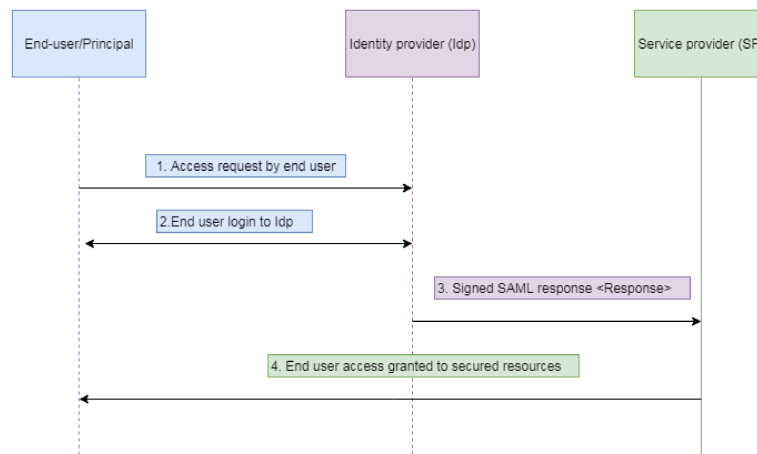 End-user/Principal
Identity provider (Idp)
Service provider (SP
1. Access request by end user
2.End user login to Idp
3. Signed SAML response <Response>
4. End user access granted to secured resources